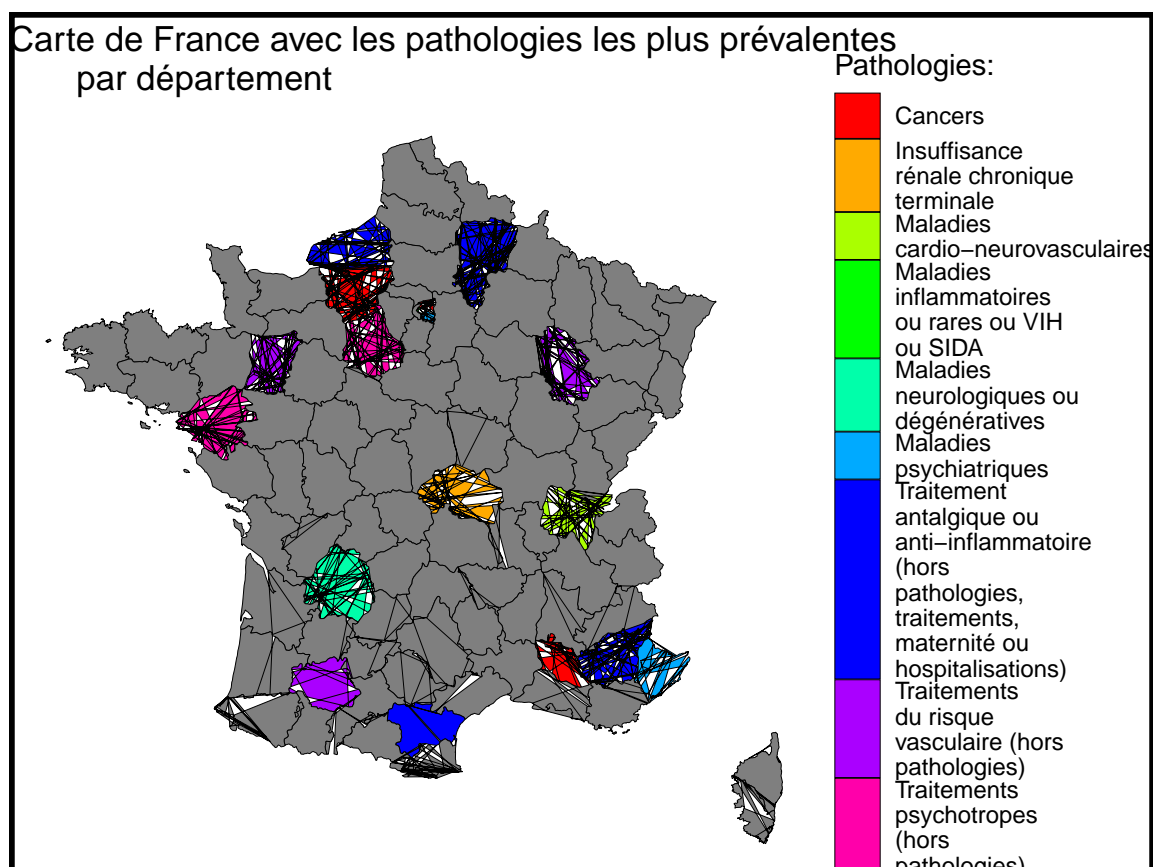 Carte de France avec les pathologies les plus prévalentes
par département
Pathologies:
Cancers
Insuffisance
rénale chronique
terminale
Maladies
cardio−neurovasculaires
Maladies
inflammatoires
ou rares ou VIH
ou SIDA
Maladies
neurologiques ou
dégénératives
Maladies
psychiatriques
Traitement
antalgique ou
anti−inflammatoire
(hors
pathologies,
traitements,
maternité ou
hospitalisations)
Traitements
du risque
vasculaire (hors
pathologies)
Traitements
psychotropes
(hors
pathologies)